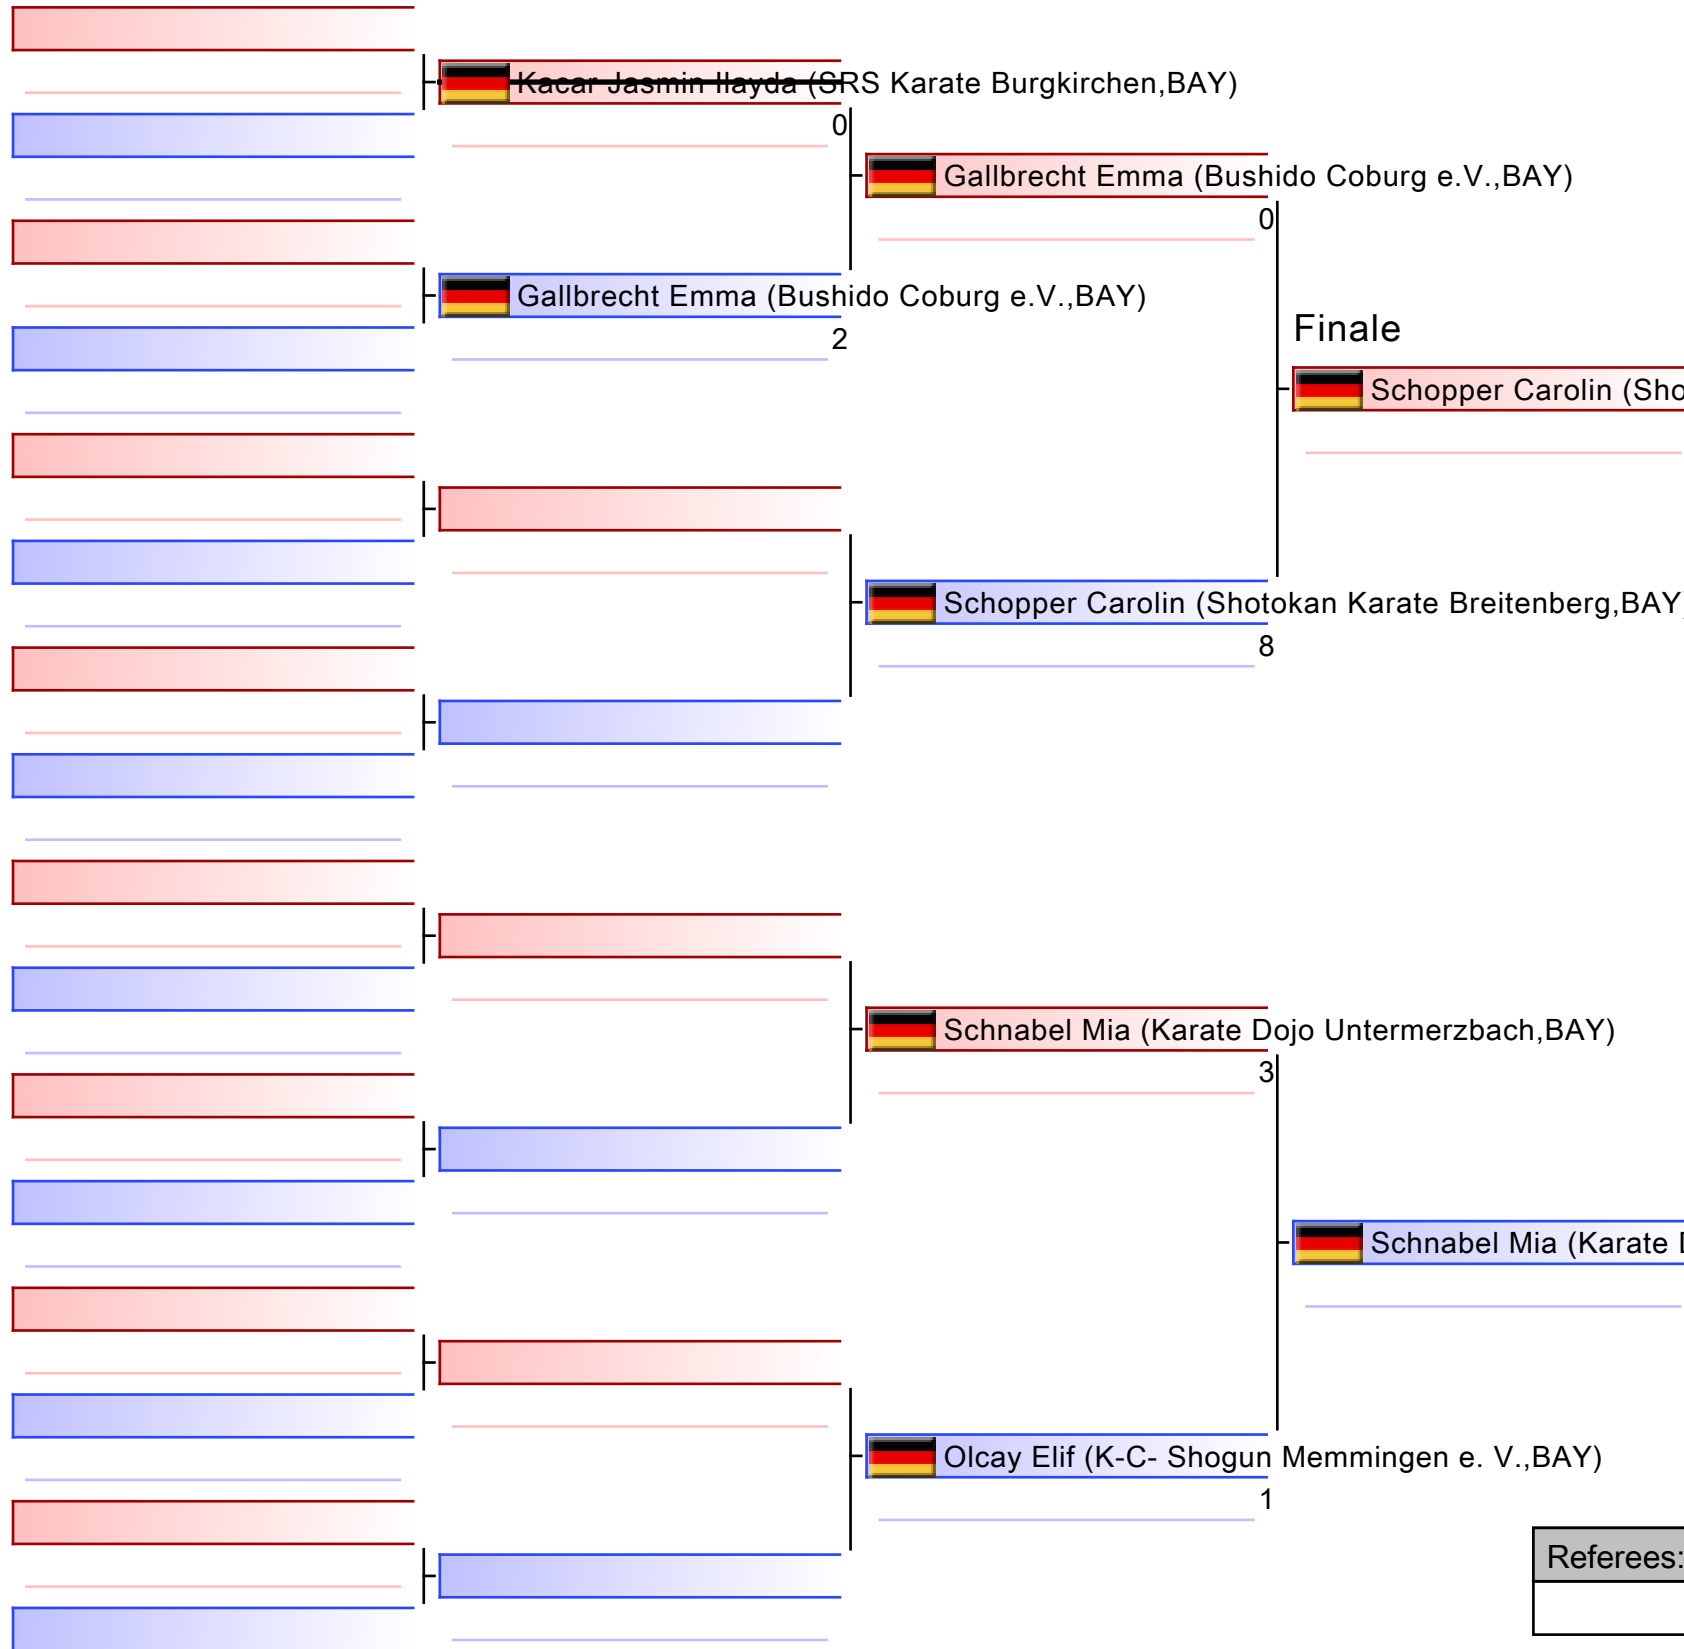 Kacar Jasmin Ilayda (SRS Karate Burgkirchen,BAY)
0
Gallbrecht Emma (Bushido Coburg e.V.,BAY)
0
Gallbrecht Emma (Bushido Coburg e.V.,BAY)
2
Finale
Schopper Carolin (Sho
Schopper Carolin (Shotokan Karate Breitenberg,BAY)
8
Schnabel Mia (Karate Dojo Untermerzbach,BAY)
3
Schnabel Mia (Karate D
Olcay Elif (K-C- Shogun Memmingen e. V.,BAY)
1
Referees: